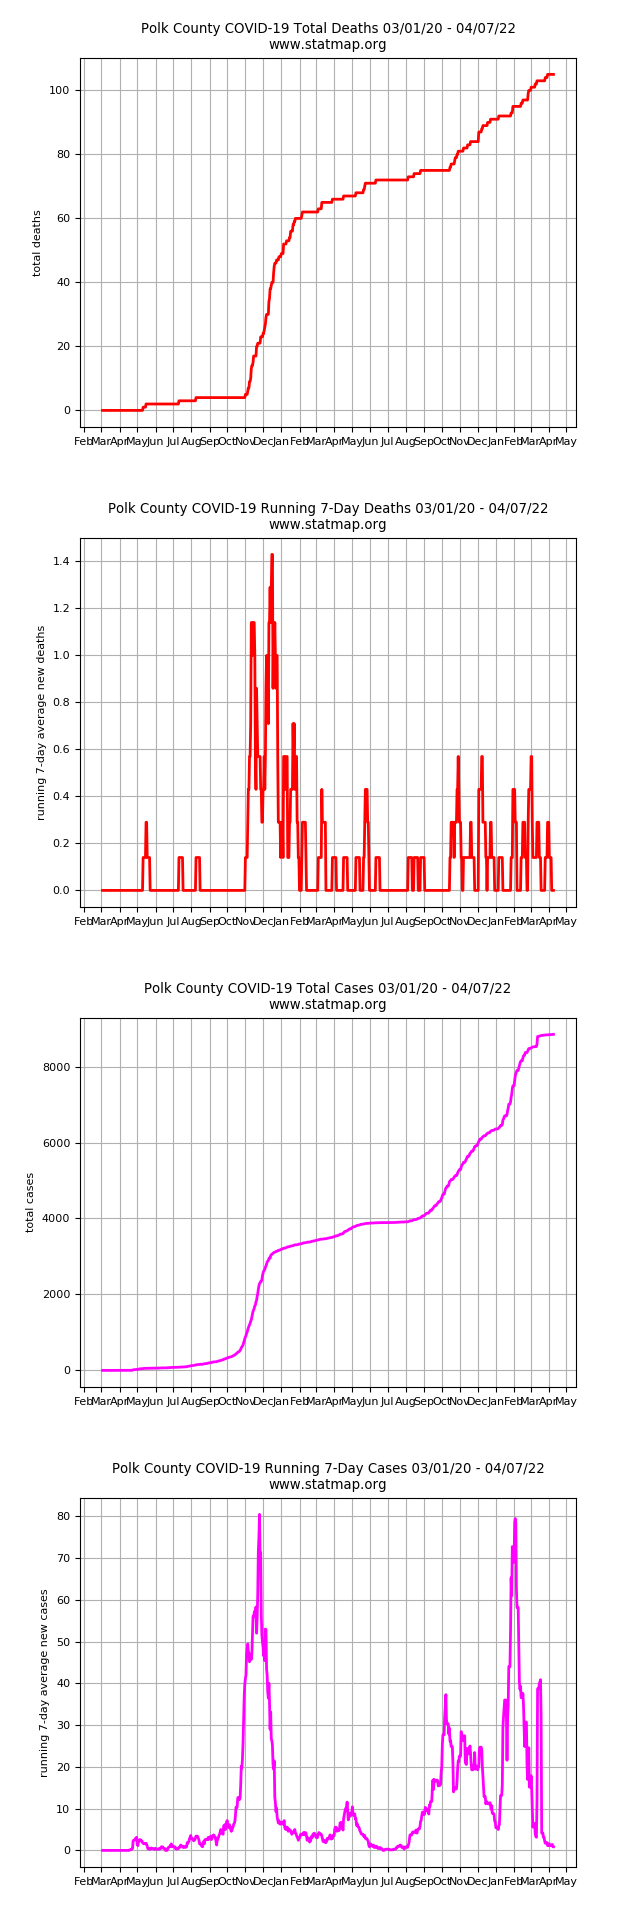 Polk County COVID-19 Total Deaths 03/01/20 - 04/07/22
www.statmap.org
100
80
60
40
20
0
total deaths
Feb Mar Apr May Jun Jul Aug Sep Oct Nov Dec Jan Feb Mar Apr May Jun Jul Aug Sep Oct Nov Dec Jan Feb Mar Apr May
Polk County COVID-19 Running 7-Day Deaths 03/01/20 - 04/07/22
www.statmap.org
1.4
1.2
1.0
0.8
0.6
0.4
0.2
0.0
running 7-day average new deaths
Feb Mar Apr May Jun Jul Aug Sep Oct Nov Dec Jan Feb Mar Apr May Jun Jul Aug Sep Oct Nov Dec Jan Feb Mar Apr May
Polk County COVID-19 Total Cases 03/01/20 - 04/07/22
www.statmap.org
8000
6000
4000
2000
0
total cases
Feb Mar Apr May Jun Jul Aug Sep Oct Nov Dec Jan Feb Mar Apr May Jun Jul Aug Sep Oct Nov Dec Jan Feb Mar Apr May
Polk County COVID-19 Running 7-Day Cases 03/01/20 - 04/07/22
www.statmap.org
80
70
60
50
40
30
20
10
0
running 7-day average new cases
Feb Mar Apr May Jun Jul Aug Sep Oct Nov Dec Jan Feb Mar Apr May Jun Jul Aug Sep Oct Nov Dec Jan Feb Mar Apr May